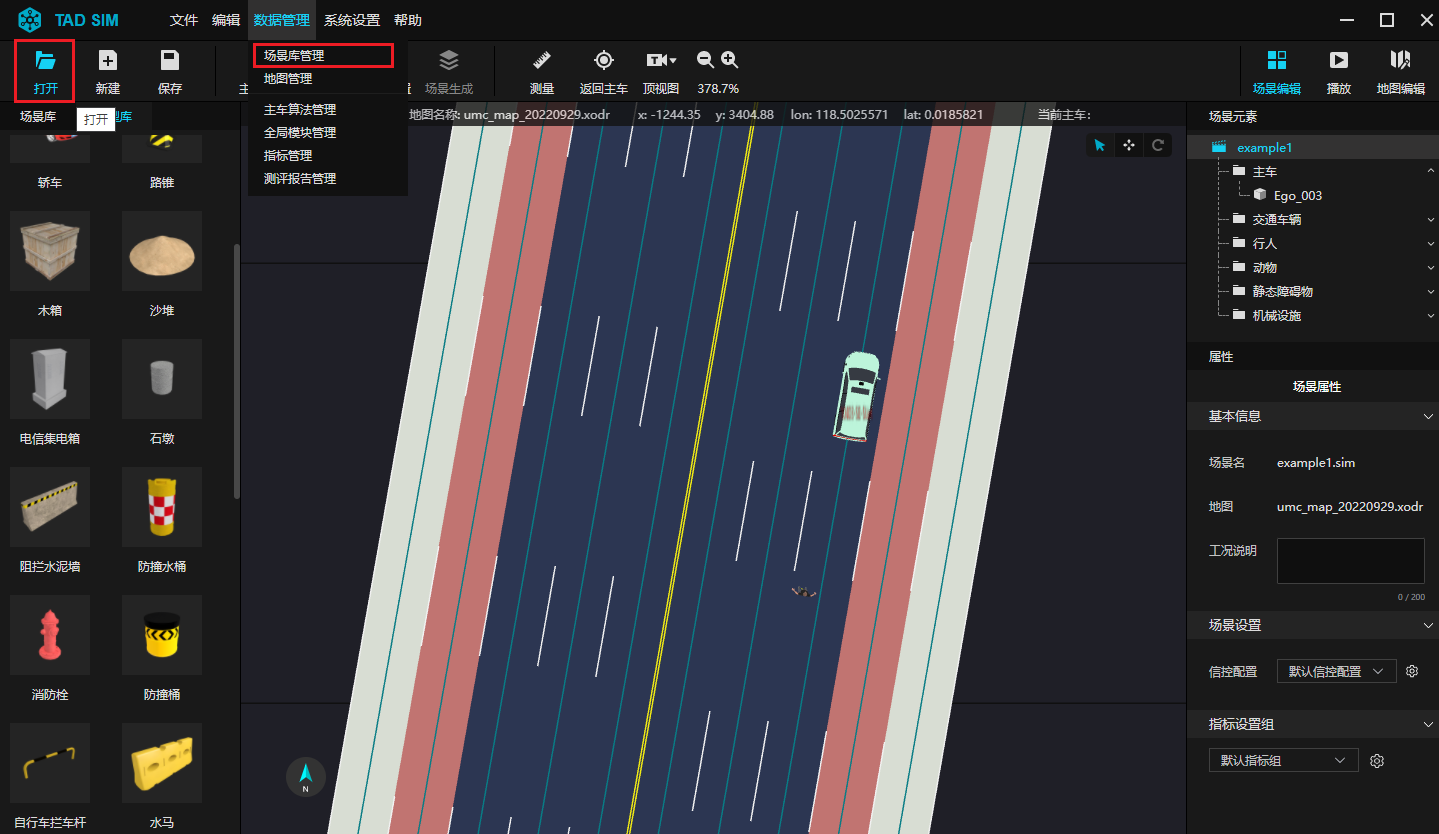 TAD SIM
文件 编辑 数据管理 系统设置 帮助
打开 新建 保存 场景生成 测量 返回主车 顶视图 378.7% 场景编辑 播放 地图编辑
场景库管理
地图管理
主车算法管理
全局模块管理
指标管理
测评报告管理
场景库 型库
打开
地图名称: umc_map_20220929.xodr x: -1244.35 y: 3404.88 lon: 118.5025571 lat: 0.0185821 当前主车:
轿车 路锥
木箱 沙堆
电信集电箱 石墩
阻拦水泥墙 防撞水桶
消防栓 防撞桶
自行车拦车杆 水马
N
场景元素
example1
主车
Ego_003
交通车辆
行人
动物
静态障碍物
机械设施
属性
场景属性
基本信息
场景名 example1.sim
地图 umc_map_20220929.xodr
工况说明
0 / 200
场景设置
信控配置 默认信控配置
指标设置组
默认指标组